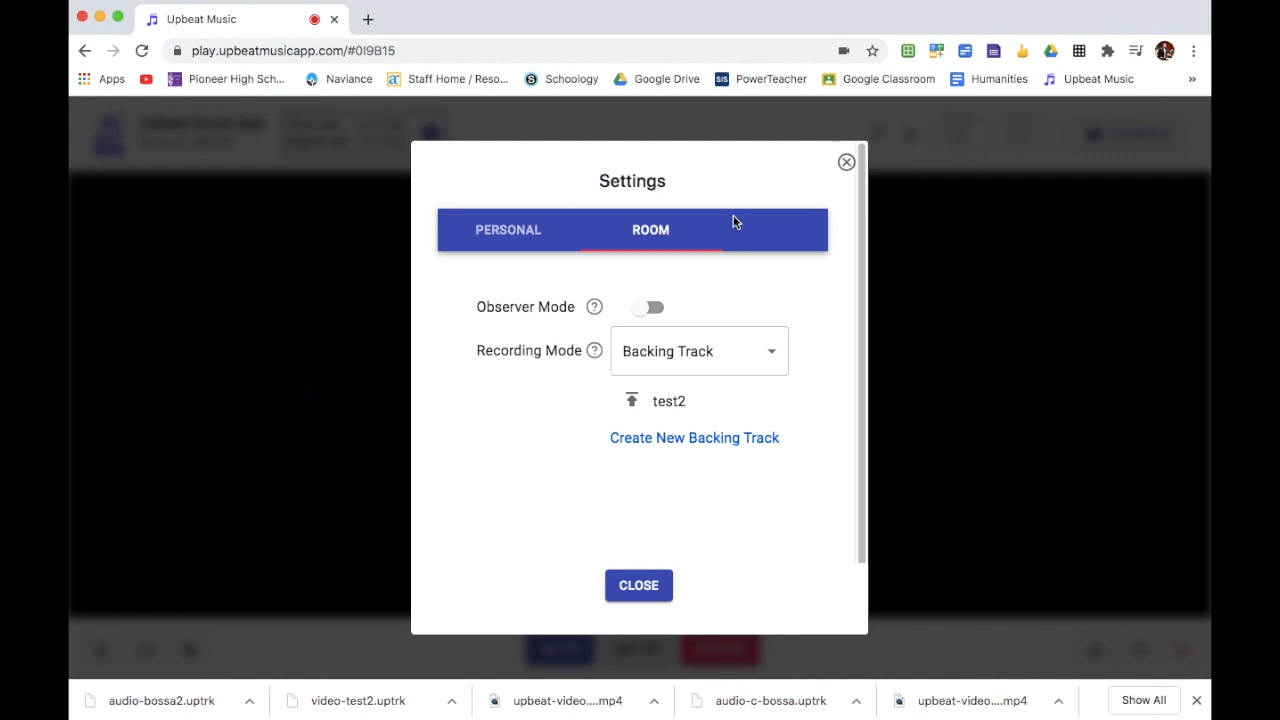 Upbeat Music
play.upbeatmusicapp.com/#0I9B15
Apps
Pioneer High Sch...
Naviance
Staff Home / Reso...
Schoology
Google Drive
SIS PowerTeacher
Google Classroom
Humanities
Upbeat Music
»
Settings
PERSONAL
ROOM
Observer Mode ?
Recording Mode ? Backing Track
test2
Create New Backing Track
CLOSE
audio-bossa2.uptrk
video-test2.uptrk
upbeat-video....mp4
audio-c-bossa.uptrk
upbeat-video....mp4
Show All